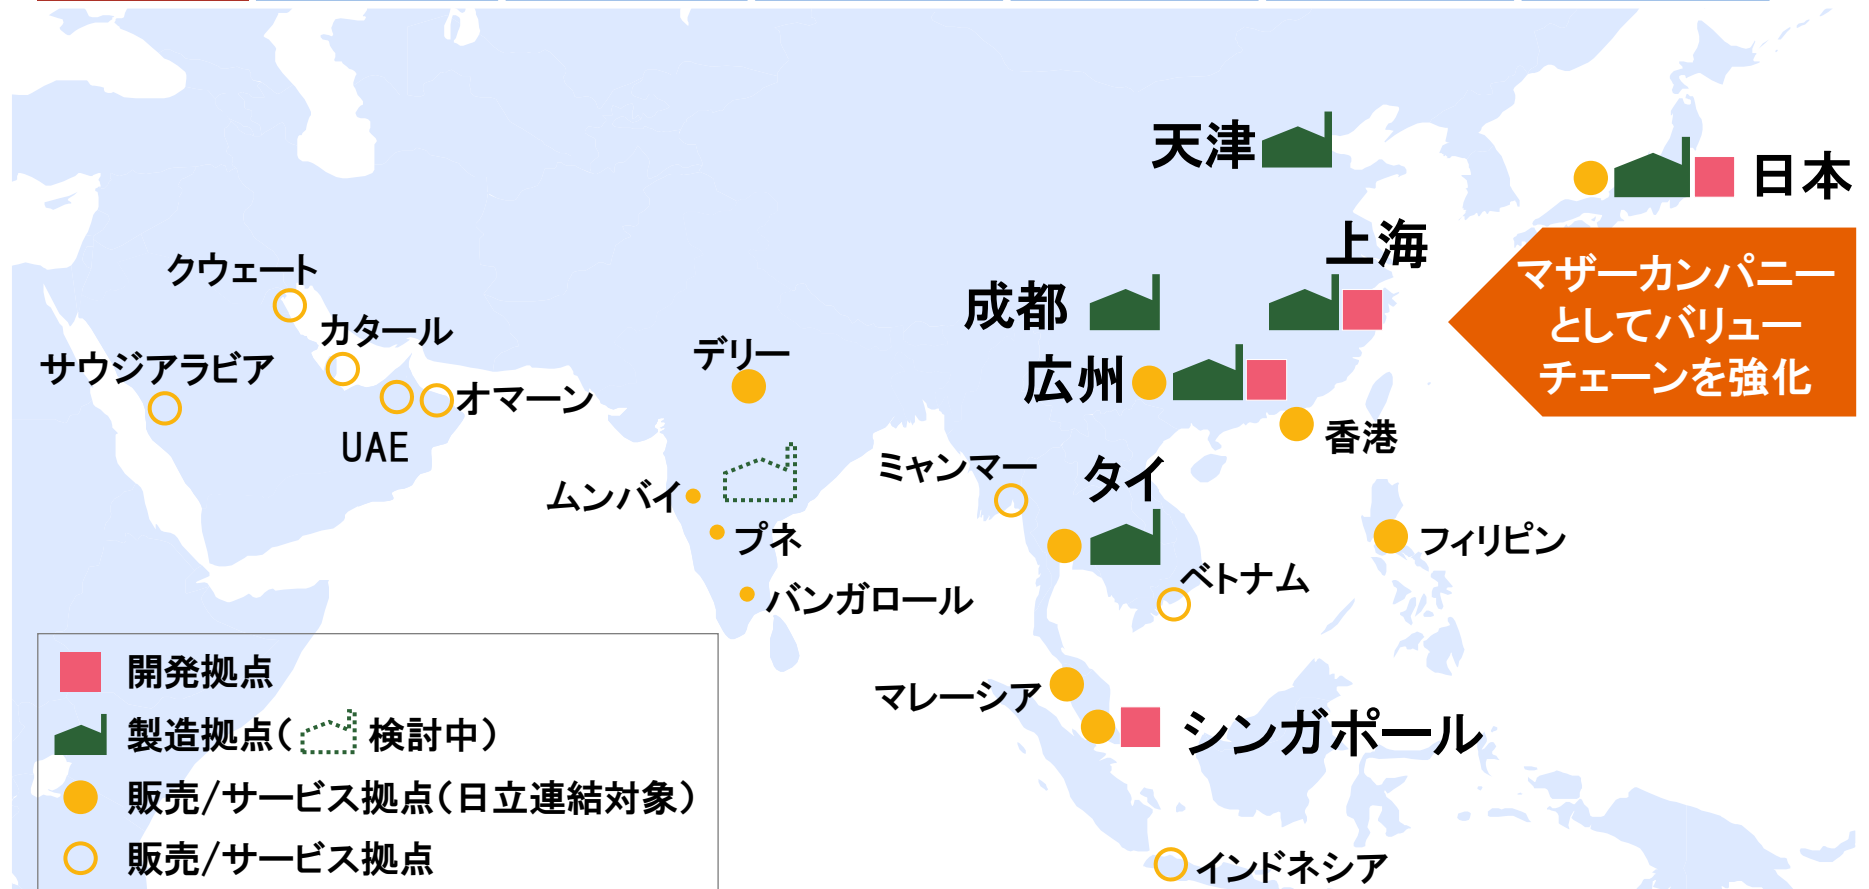 天津
日本
上海
マザーカンパニー
としてバリュー
チェーンを強化
クウェート
成都
カタール
デリー
サウジアラビア
広州
オマーン
UAE
香港
ミャンマー
タイ
ムンバイ
プネ
フィリピン
ベトナム
バンガロール
マレーシア
シンガポール
インドネシア
開発拠点
製造拠点( 検討中)
販売/サービス拠点(日立連結対象)
販売/サービス拠点